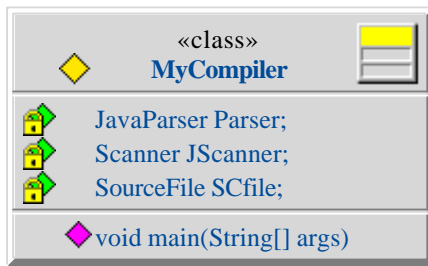 «class»
MyCompiler
JavaParser Parser;
Scanner JScanner;
SourceFile SCfile;
void main(String[] args)